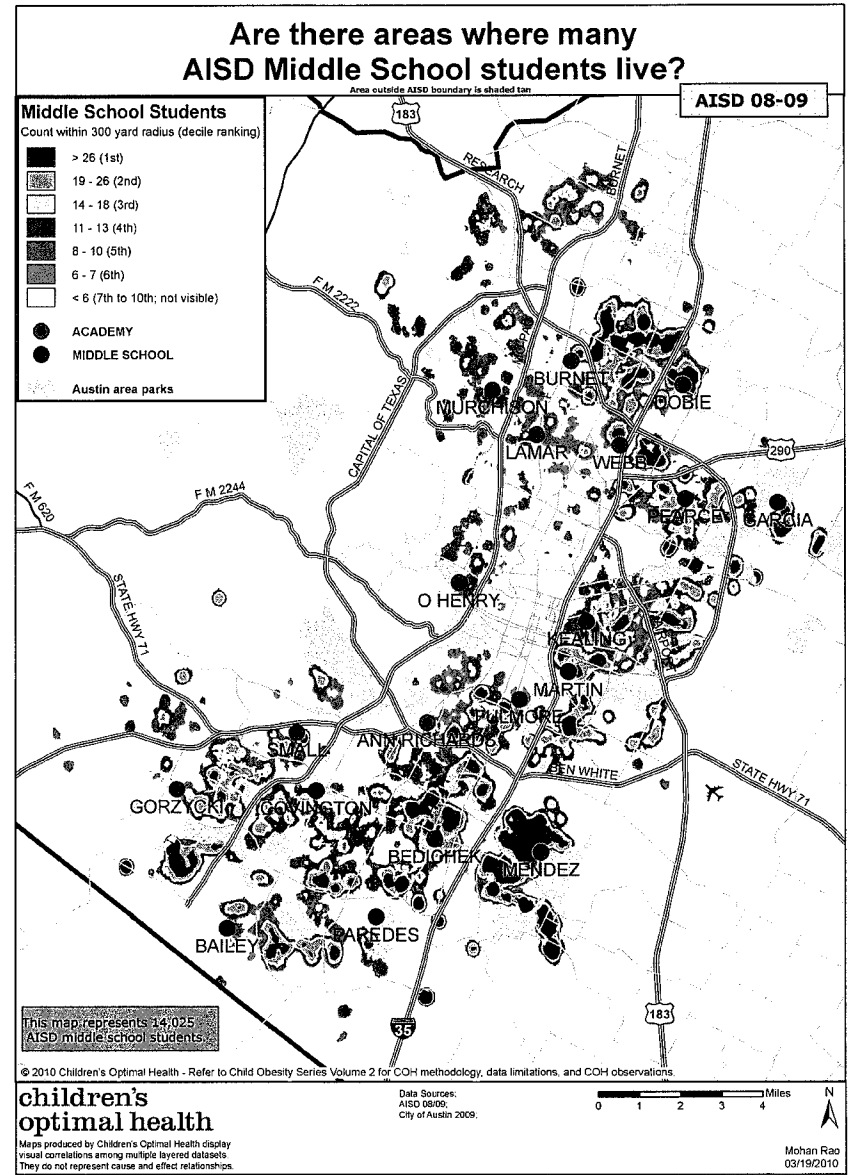 Are there areas where many
AISD Middle School students live?
Area outside AISD boundary is shaded tan
AISD 08-09
Middle School Students
Count within 300 yard radius (decile ranking)
> 26 (1st)
19 - 26 (2nd)
14 - 18 (3rd)
11 - 13 (4th)
8 - 10 (5th)
6 - 7 (6th)
< 6 (7th to 10th; not visible)
ACADEMY
MIDDLE SCHOOL
Austin area parks
183
RESEARCH
BURNET
F M 2222
CAPITAL OF TEXAS
BURNET
MURCHISON
DOBIE
LAMAR
WEBB
290
F M 620
F M 2244
PEARCE
GARCIA
STATE HWY 71
O HENRY
KEALING
MARTIN
FULMORE
SMALL
ANN RICHARDS
BEN WHITE
STATE HWY 71
GORZYCKI
COVINGTON
BEDICHEK
MENDEZ
BAILEY
PAREDES
35
183
This map represents 14,025
AISD middle school students.
© 2010 Children's Optimal Health - Refer to Child Obesity Series Volume 2 for COH methodology, data limitations, and COH observations.
children's
optimal health
Maps produced by Children's Optimal Health display
visual correlations among multiple layered datasets.
They do not represent cause and effect relationships.
Data Sources:
AISD 08/09;
City of Austin 2009;
Miles
0 1 2 3 4
N
Mohan Rao
03/19/2010